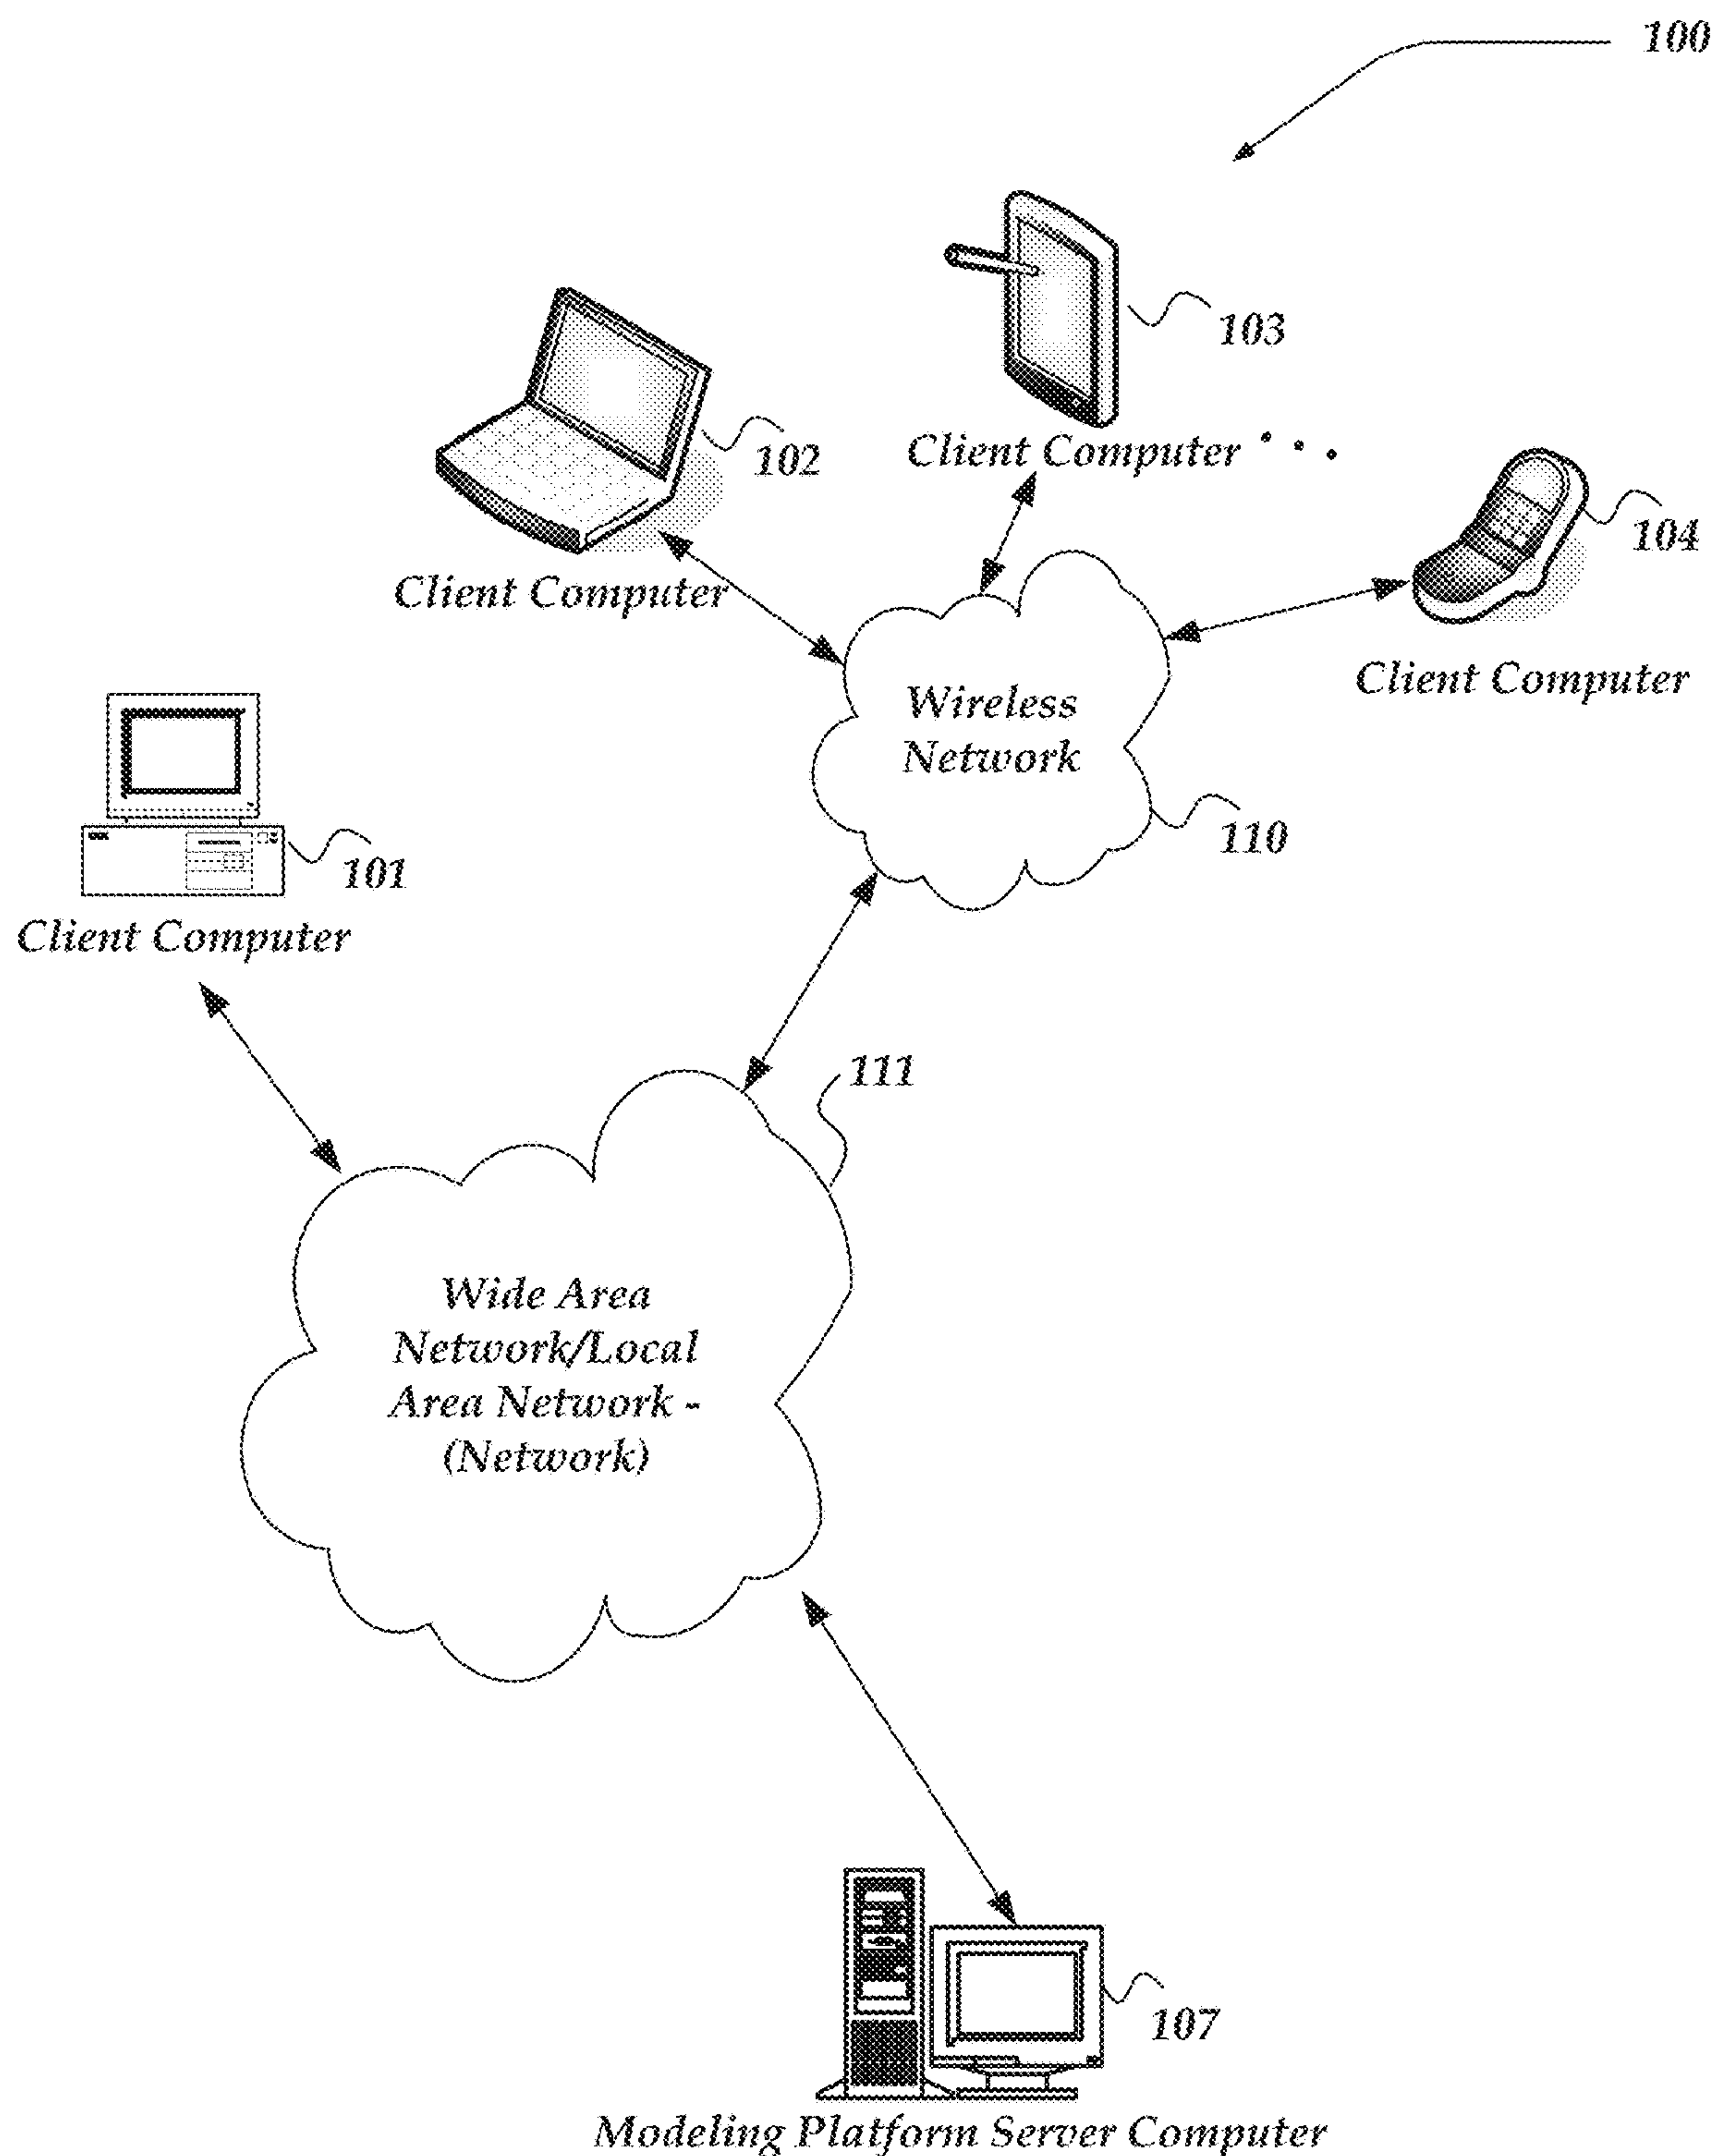 100
103
102
Client Computer . . .
104
Client Computer
Client Computer
Wireless
Network
110
101
Client Computer
111
Wide Area
Network/Local
Area Network -
(Network)
107
Modeling Platform Server Computer